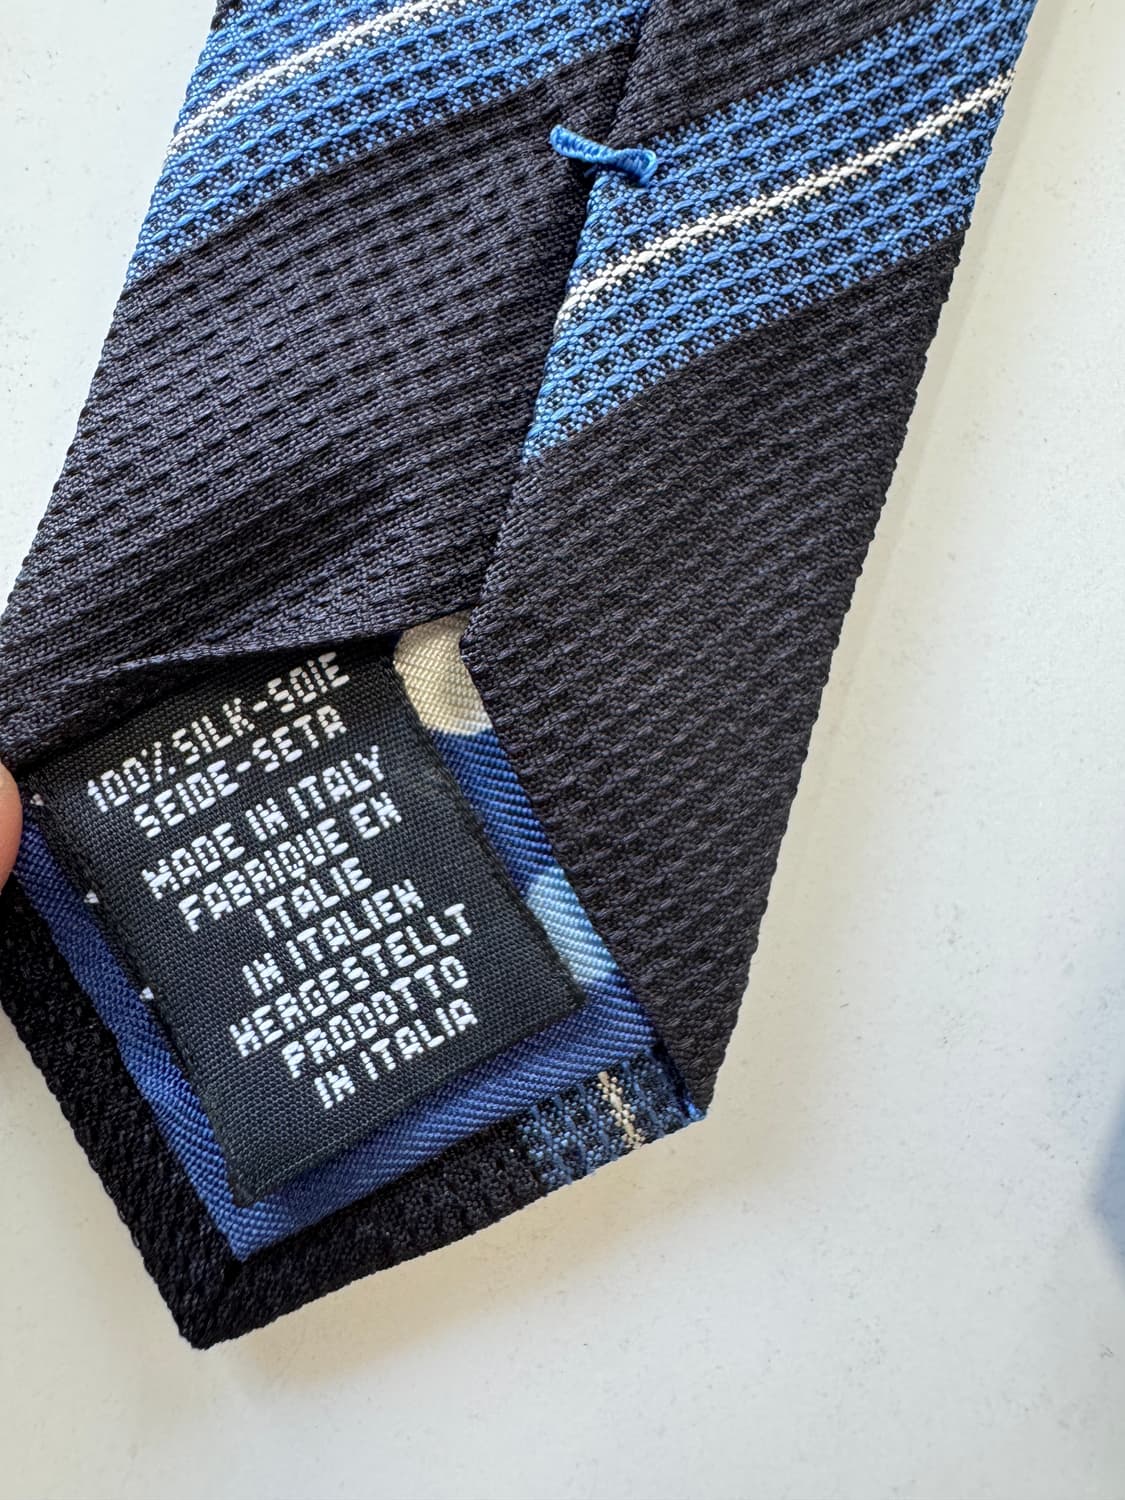 100% SILK-SOIE
SEIDE-SETA
MADE IN ITALY
FABRIQUE EN
ITALIE
IN ITALIEN
HERGESTELLT
PRODOTTO
IN ITALIA